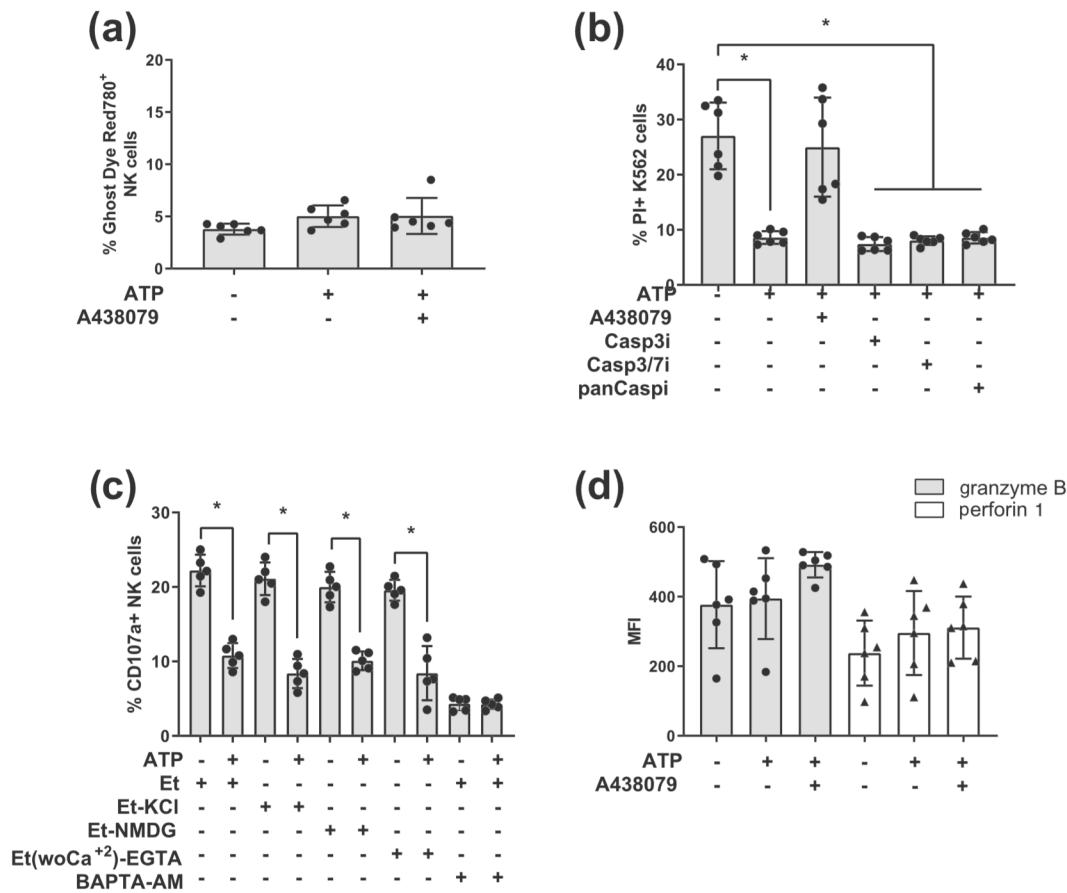 (a)
20
15
10
5
0
% Ghost Dye Red780+
NK cells
ATP - + +
A438079 - - +
(b)
*
*
40
30
20
10
0
% PI+ K562 cells
ATP - + + + + +
A438079 - - + - - -
Casp3i - - - + - -
Casp3/7i - - - - + -
panCaspi - - - - - +
(c)
* * * *
30
20
10
0
% CD107a+ NK cells
ATP - + - + - + - + - +
Et + + - - - - - - + +
Et-KCl - - + + - - - - - -
Et-NMDG - - - - + + - - - -
Et(woCa+2)-EGTA - - - - - - + + - -
BAPTA-AM - - - - - - - - + +
(d)
granzyme B
perforin 1
600
400
200
0
MFI
ATP - + + - + +
A438079 - - + - - +